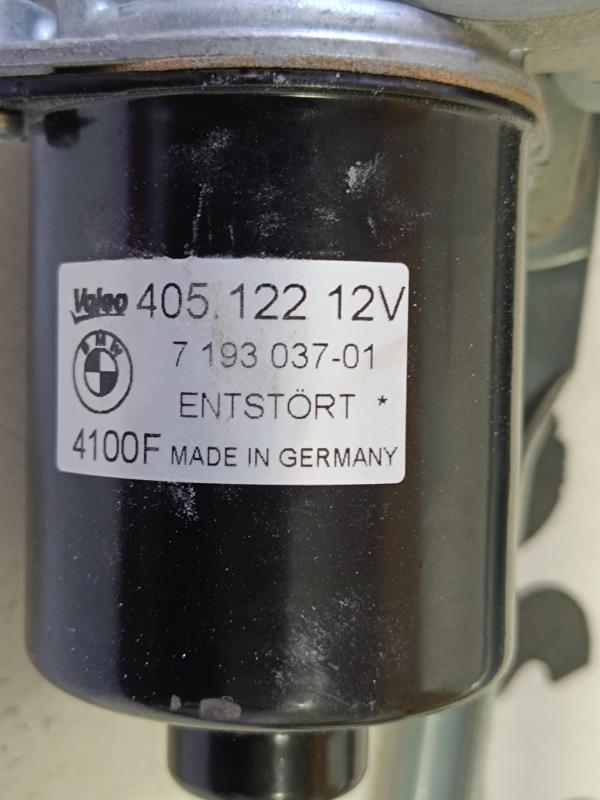 Valeo 405.122 12V
BMW 7 193 037-01
ENTSTÖRT *
4100F MADE IN GERMANY